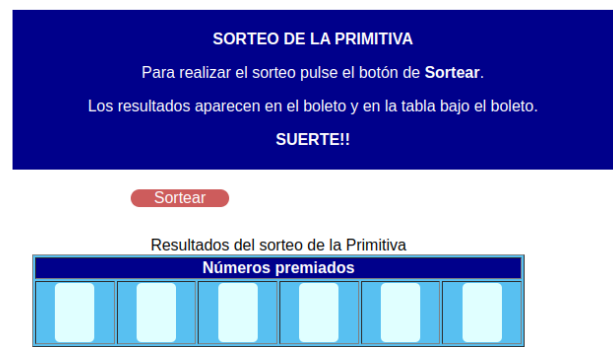 SORTEO DE LA PRIMITIVA
Para realizar el sorteo pulse el botón de Sortear.
Los resultados aparecen en el boleto y en la tabla bajo el boleto.
SUERTE!!
Sortear
Resultados del sorteo de la Primitiva
Números premiados